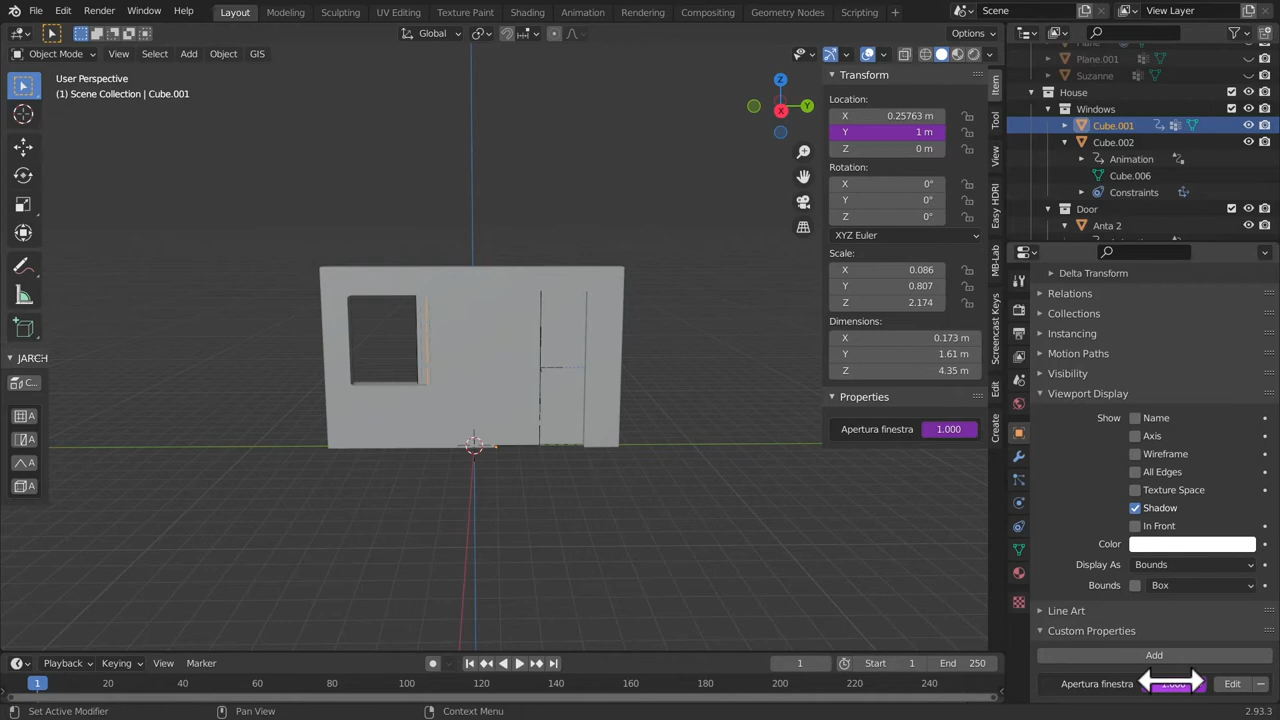 File Edit Render Window Help Layout Modeling Sculpting UV Editing Texture Paint Shading Animation Rendering Compositing Geometry Nodes Scripting + Scene View Layer
Global Options
Object Mode View Select Add Object GIS
User Perspective
(1) Scene Collection | Cube.001
Z
Y
X
JARCH
C...
A
A
A
A
Transform
Location:
X 0.25763 m
Y 1 m
Z 0 m
Rotation:
X 0°
Y 0°
Z 0°
XYZ Euler
Scale:
X 0.086
Y 0.807
Z 2.174
Dimensions:
X 0.173 m
Y 1.61 m
Z 4.35 m
Properties
Apertura finestra 1.000
Item
Tool
View
Easy HDRI
MB-Lab
Screencast Keys
Edit
Create
Plane.001
Suzanne
House
Windows
Cube.001
Cube.002
Animation
Cube.006
Constraints
Door
Anta 2
Delta Transform
Relations
Collections
Instancing
Motion Paths
Visibility
Viewport Display
Show Name
Axis
Wireframe
All Edges
Texture Space
Shadow
In Front
Color
Display As Bounds
Bounds Box
Line Art
Custom Properties
Add
Apertura finestra Edit
Playback Keying View Marker 1 Start 1 End 250
1 20 40 60 80 100 120 140 160 180 200 220 240
Set Active Modifier Pan View Context Menu 2.93.3